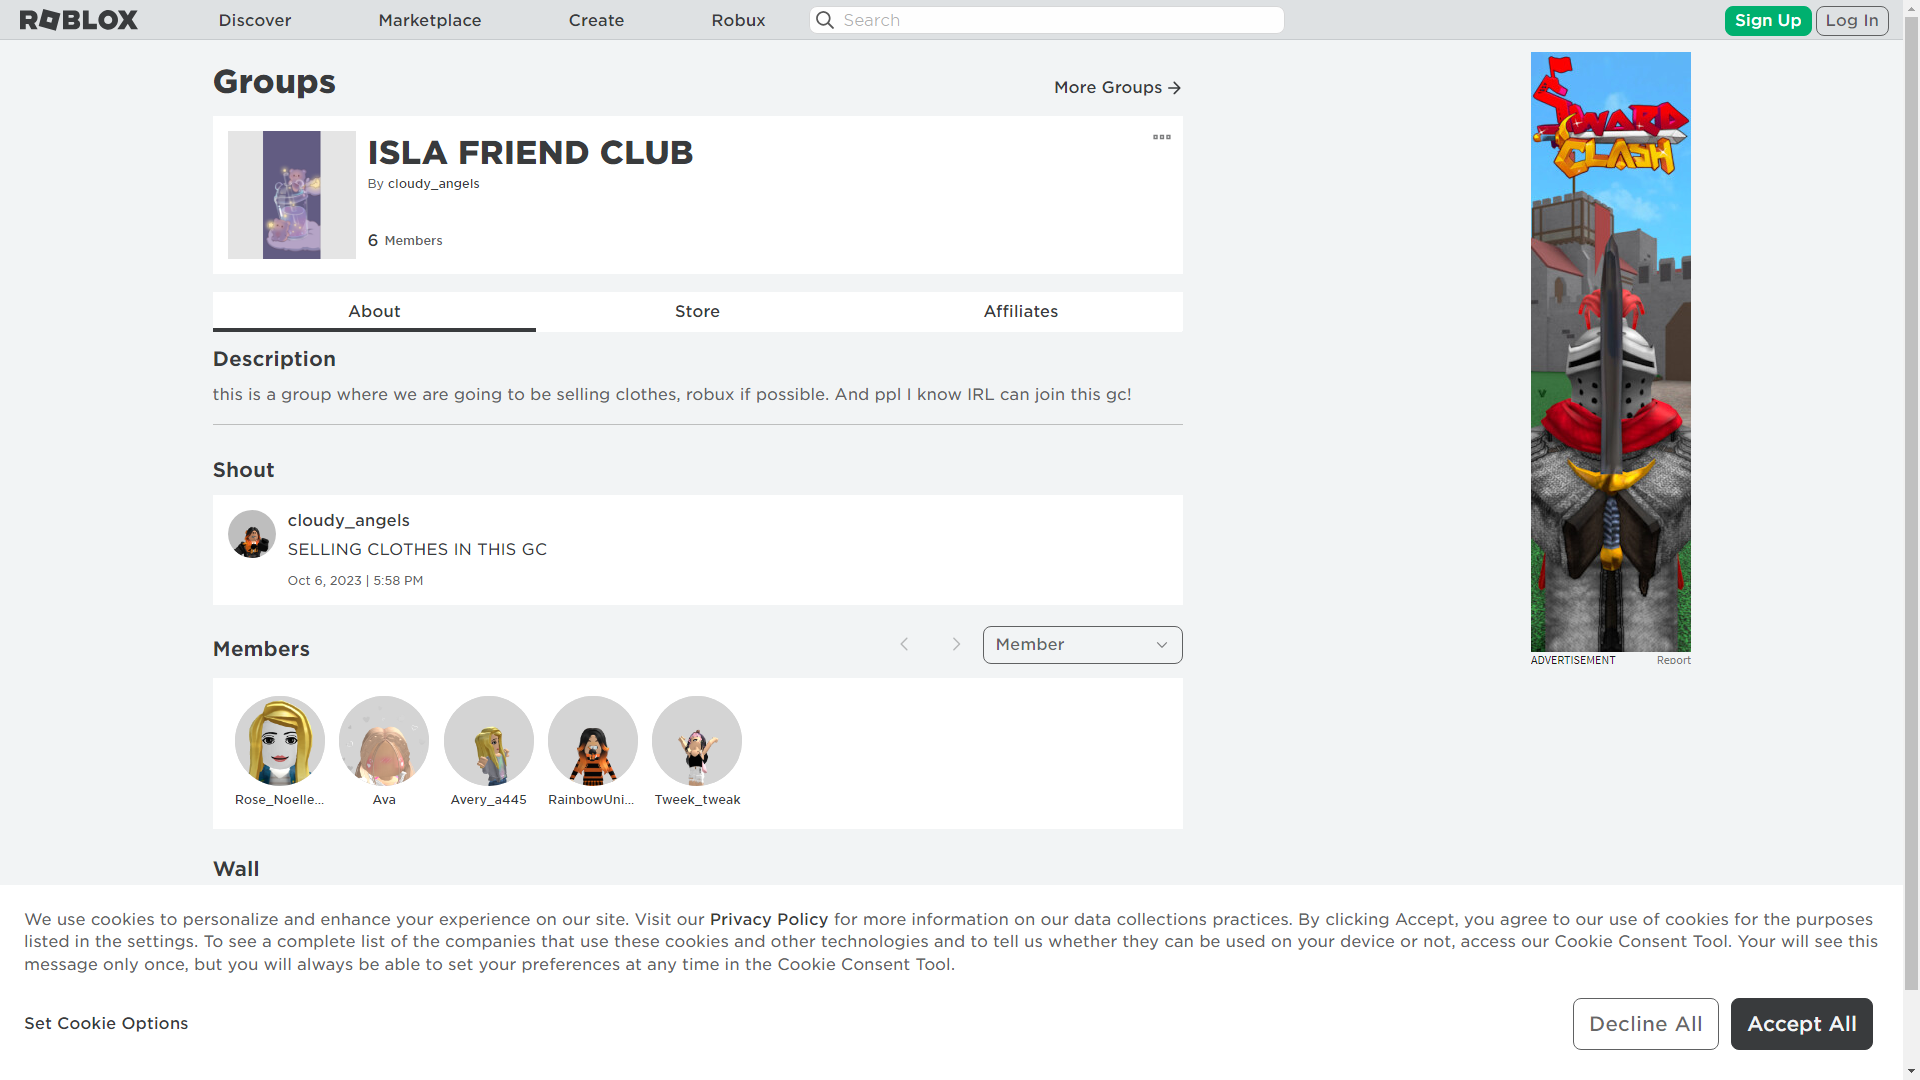 ROBLOX
Discover
Marketplace
Create
Robux
Search
Sign Up
Log In
Groups
More Groups
ISLA FRIEND CLUB
By cloudy_angels
6 Members
About
Store
Affiliates
Description
this is a group where we are going to be selling clothes, robux if possible. And ppl I know IRL can join this gc!
Shout
cloudy_angels
SELLING CLOTHES IN THIS GC
Oct 6, 2023 | 5:58 PM
Members
Member
Rose_Noelle...
Ava
Avery_a445
RainbowUni...
Tweek_tweak
Wall
SWORD
CLASH
ADVERTISEMENT
Report
We use cookies to personalize and enhance your experience on our site. Visit our Privacy Policy for more information on our data collections practices. By clicking Accept, you agree to our use of cookies for the purposes
listed in the settings. To see a complete list of the companies that use these cookies and other technologies and to tell us whether they can be used on your device or not, access our Cookie Consent Tool. Your will see this
message only once, but you will always be able to set your preferences at any time in the Cookie Consent Tool.
Set Cookie Options
Decline All
Accept All